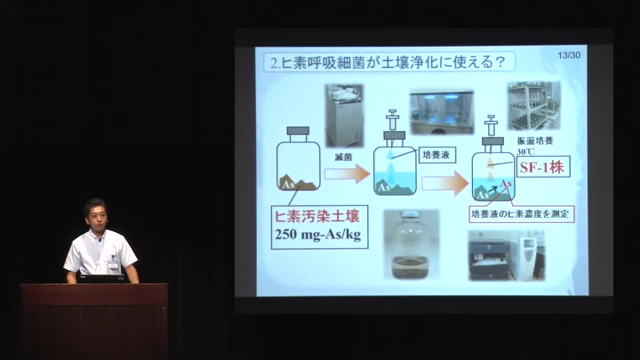 13/30
2.ヒ素呼吸細菌が土壌浄化に使える？
滅菌
培養液
振盪培養
30℃
SF-1株
As
As
As
ヒ素汚染土壌
250 mg-As/kg
培養液のヒ素濃度を測定